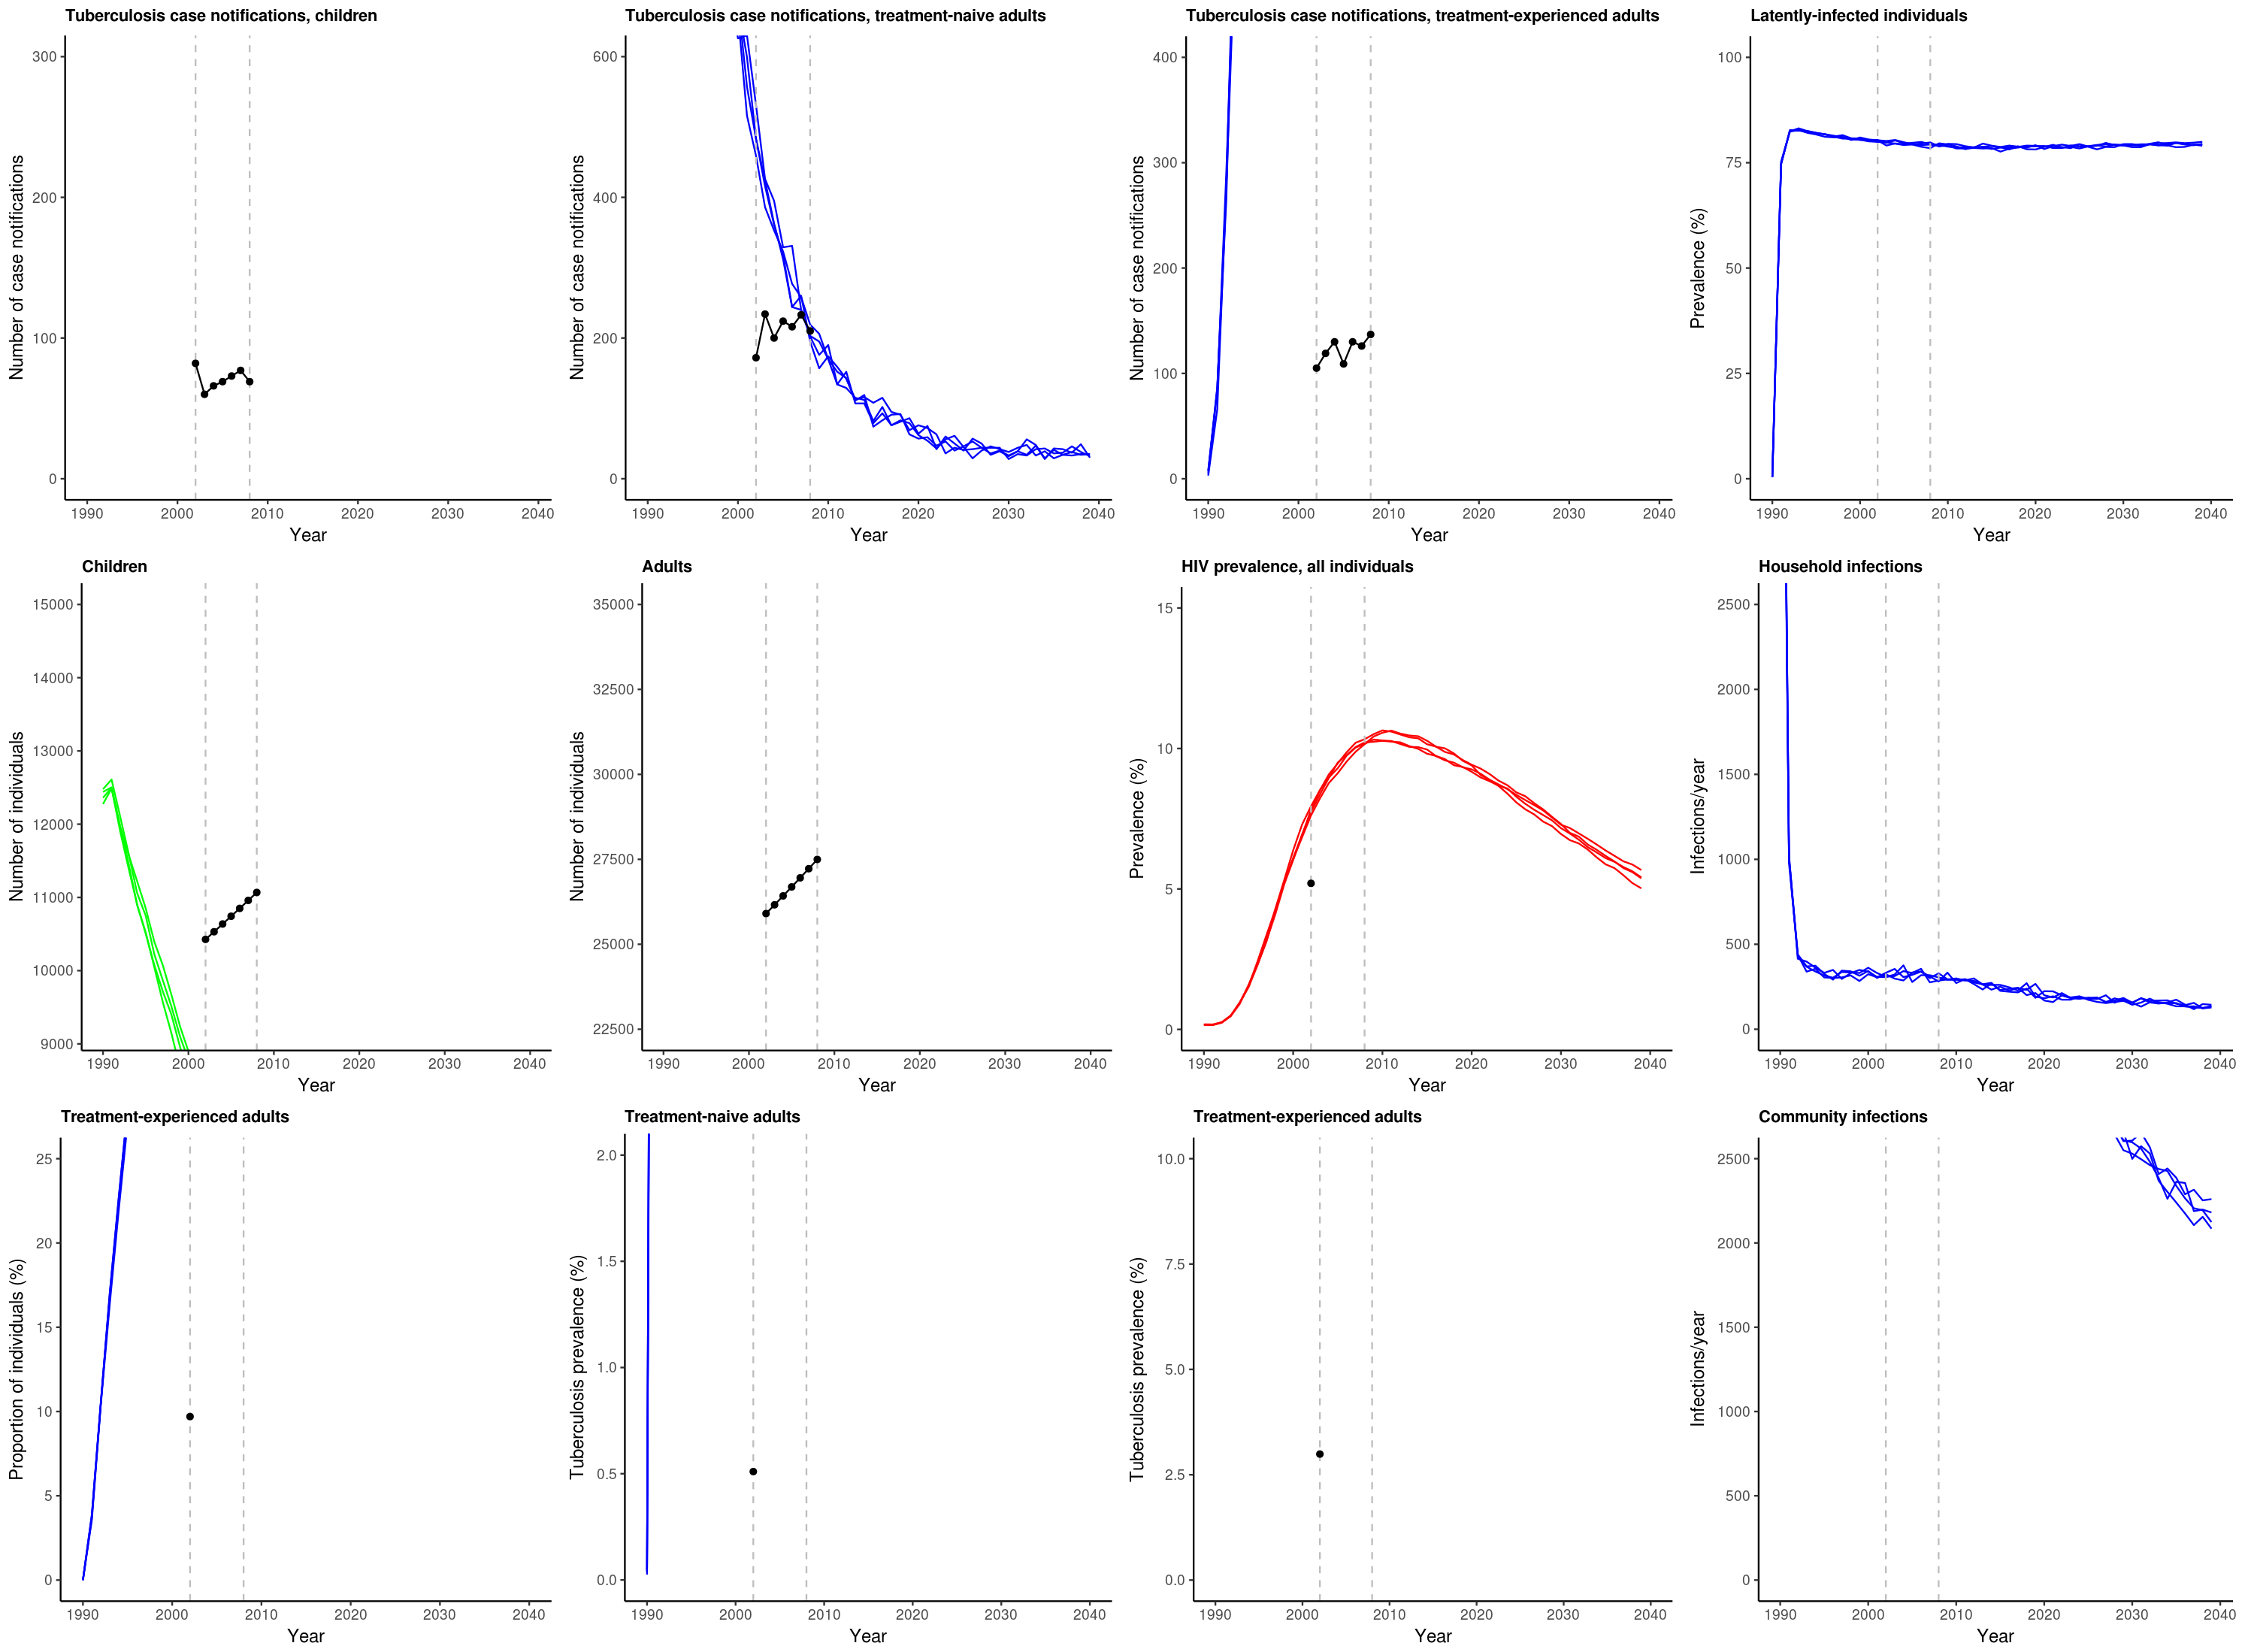 Tuberculosis case notifications, children
Number of case notifications
300
200
100
0
1990 2000 2010 2020 2030 2040
Year
Tuberculosis case notifications, treatment-naive adults
Number of case notifications
600
400
200
0
1990 2000 2010 2020 2030 2040
Year
Tuberculosis case notifications, treatment-experienced adults
Number of case notifications
400
300
200
100
0
1990 2000 2010 2020 2030 2040
Year
Latently-infected individuals
Prevalence (%)
100
75
50
25
0
1990 2000 2010 2020 2030 2040
Year
Children
Number of individuals
15000
14000
13000
12000
11000
10000
9000
1990 2000 2010 2020 2030 2040
Year
Adults
Number of individuals
35000
32500
30000
27500
25000
22500
1990 2000 2010 2020 2030 2040
Year
HIV prevalence, all individuals
Prevalence (%)
15
10
5
0
1990 2000 2010 2020 2030 2040
Year
Household infections
Infections/year
2500
2000
1500
1000
500
0
1990 2000 2010 2020 2030 2040
Year
Treatment-experienced adults
Proportion of individuals (%)
25
20
15
10
5
0
1990 2000 2010 2020 2030 2040
Year
Treatment-naive adults
Tuberculosis prevalence (%)
2.0
1.5
1.0
0.5
0.0
1990 2000 2010 2020 2030 2040
Year
Treatment-experienced adults
Tuberculosis prevalence (%)
10.0
7.5
5.0
2.5
0.0
1990 2000 2010 2020 2030 2040
Year
Community infections
Infections/year
2500
2000
1500
1000
500
0
1990 2000 2010 2020 2030 2040
Year